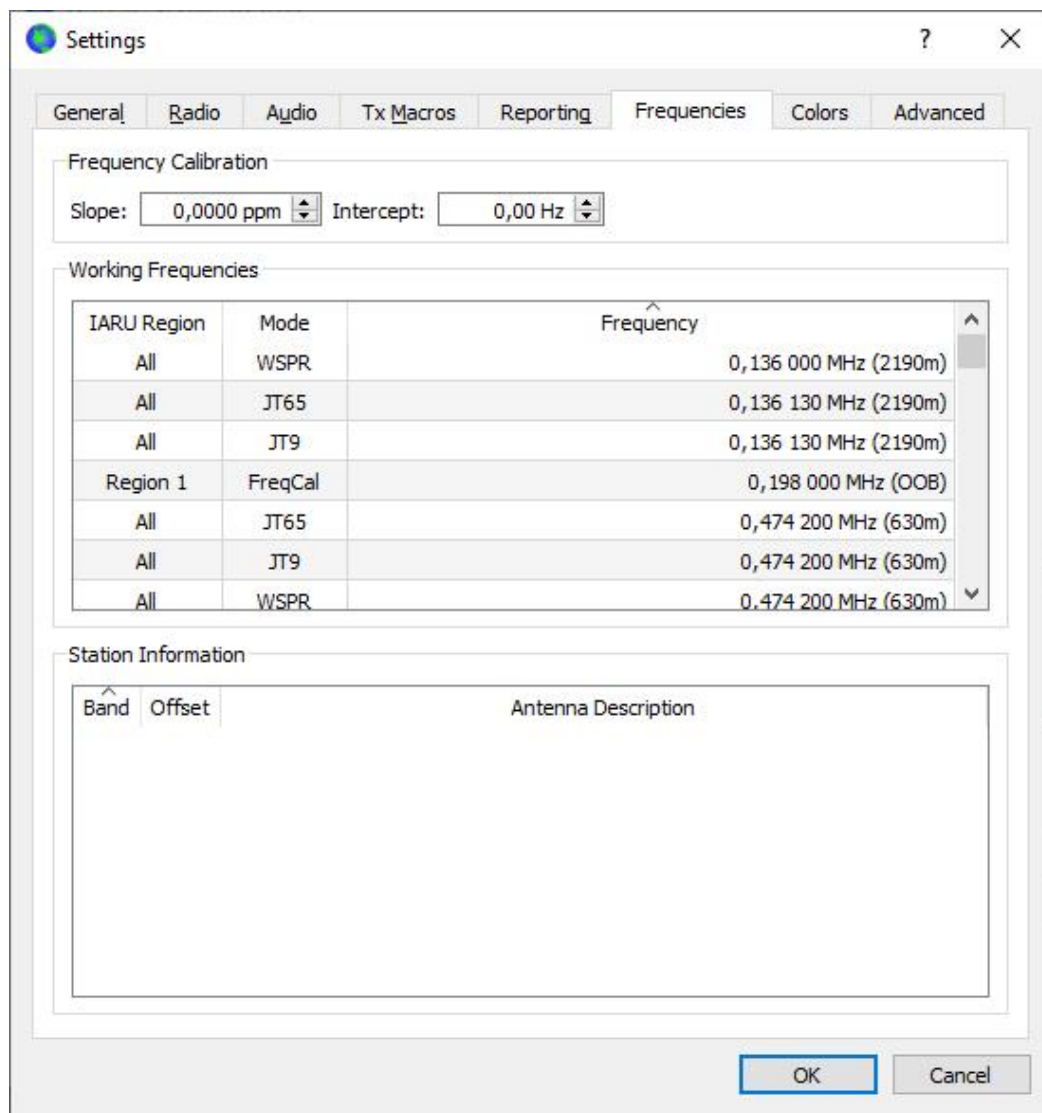 Settings
?
General Radio Audio Tx Macros Reporting Frequencies Colors Advanced
Frequency Calibration
Slope: 0,0000 ppm Intercept: 0,00 Hz
Working Frequencies
IARU Region Mode Frequency
All WSPR 0,136 000 MHz (2190m)
All JT65 0,136 130 MHz (2190m)
All JT9 0,136 130 MHz (2190m)
Region 1 FreqCal 0,198 000 MHz (OOB)
All JT65 0,474 200 MHz (630m)
All JT9 0,474 200 MHz (630m)
All WSPR 0,474 200 MHz (630m)
Station Information
Band Offset Antenna Description
OK Cancel